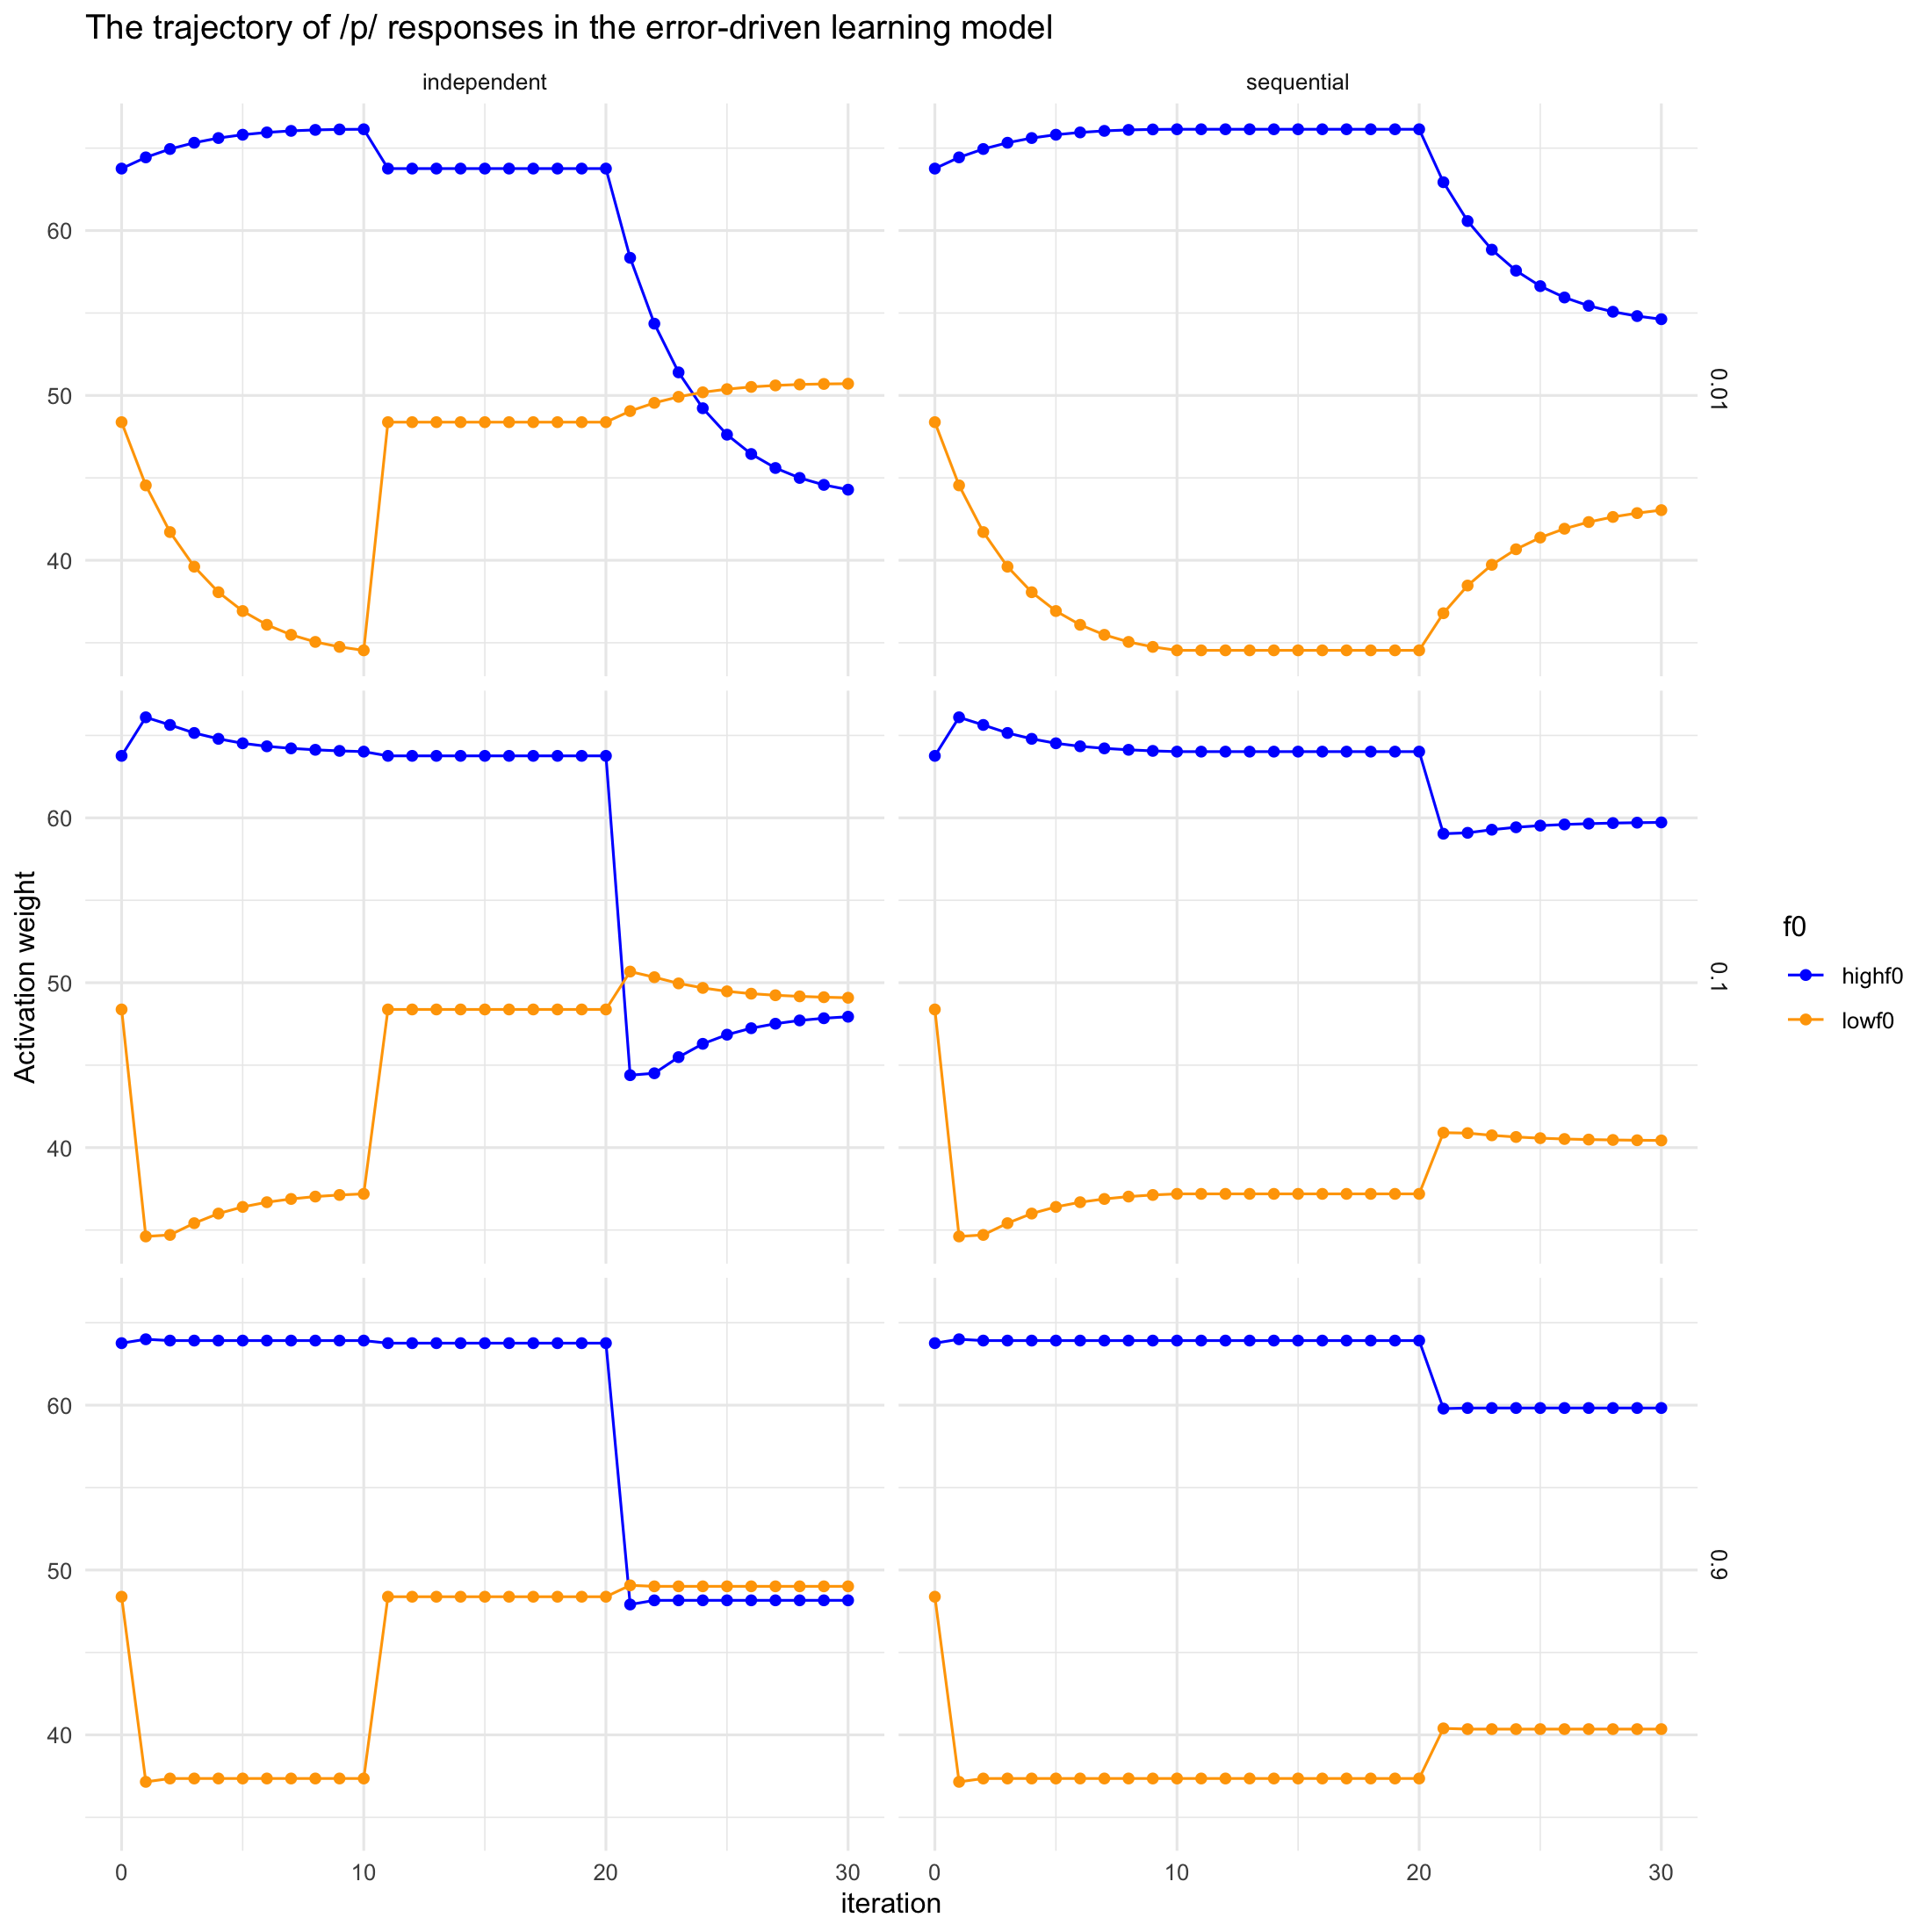 The trajectory of /p/ responses in the error-driven learning model
independent
sequential
60
50
40
0.01
60
50
40
0.1
60
50
40
0.9
Activation weight
f0
highf0
lowf0
0
10
20
30
0
10
20
30
iteration